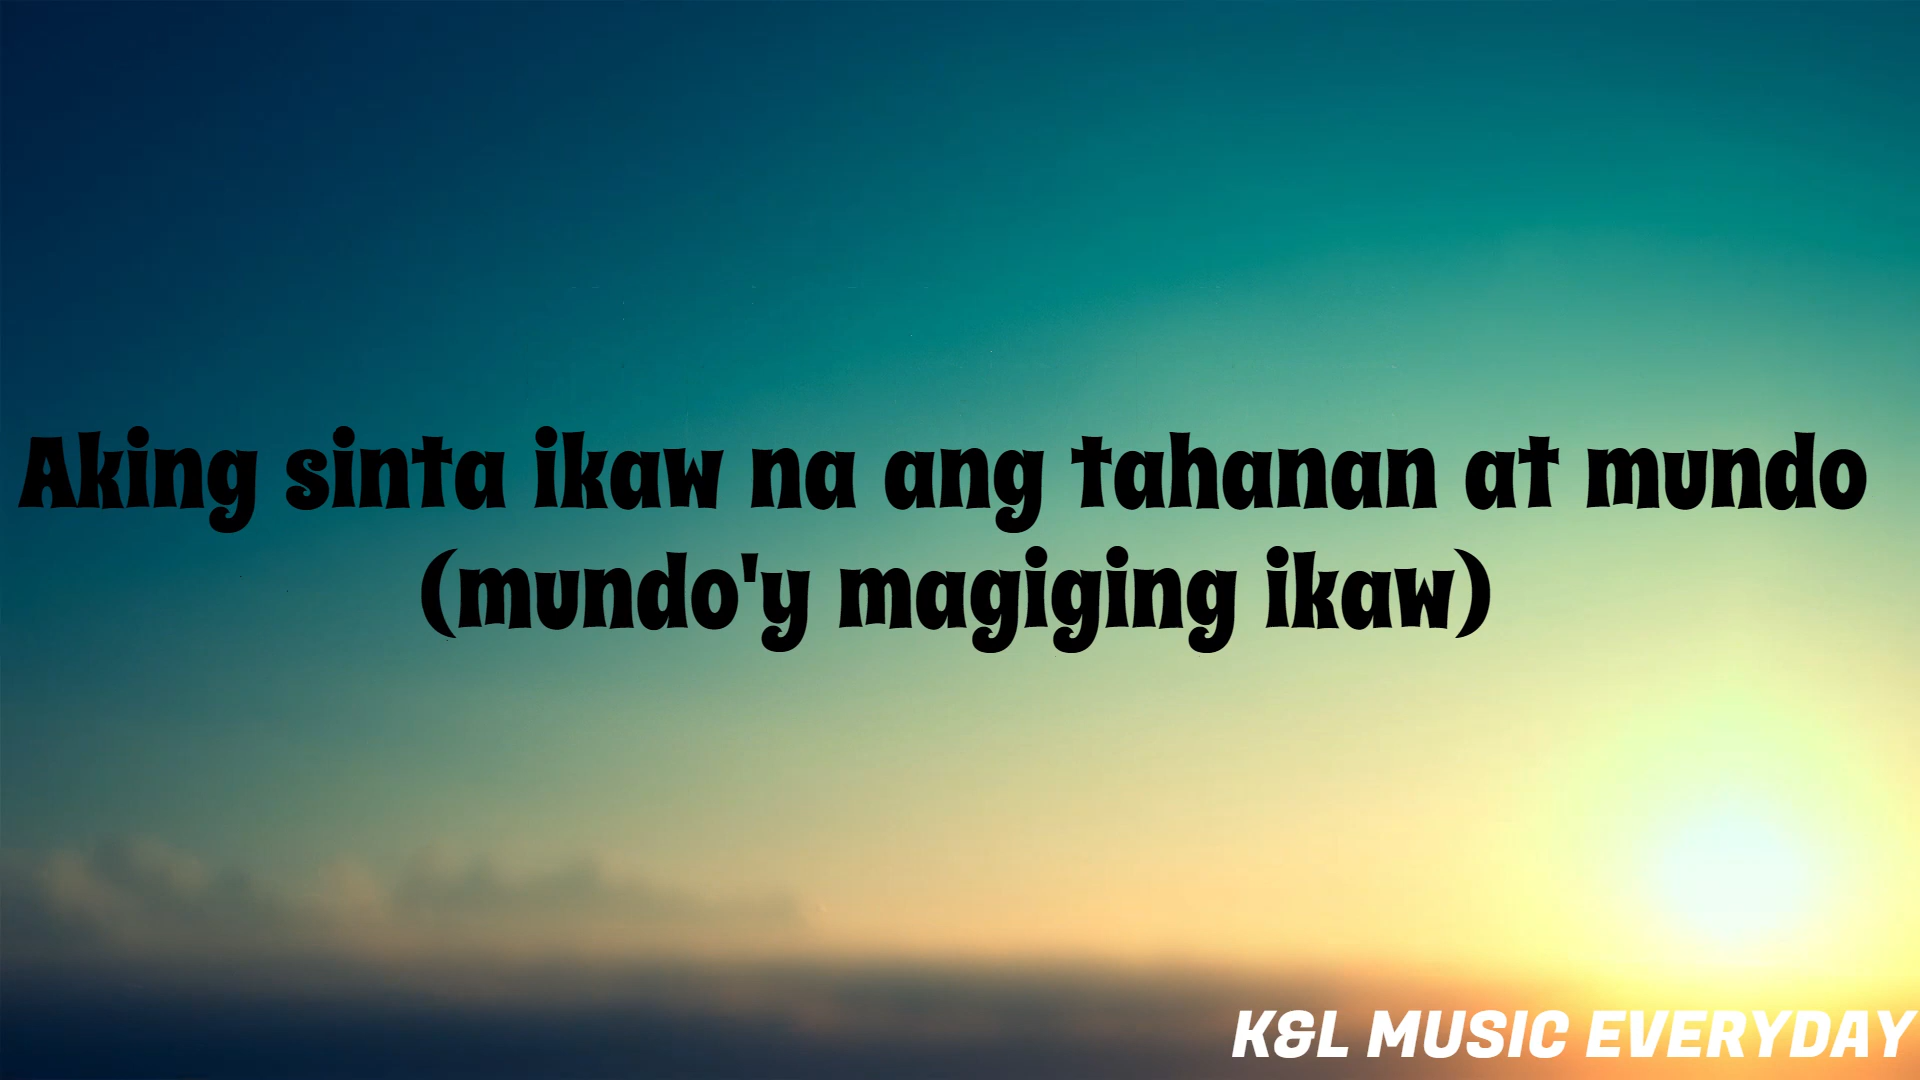 Aking sinta ikaw na ang tahanan at mundo
(mundo'y magiging ikaw)
K&L MUSIC EVERYDAY